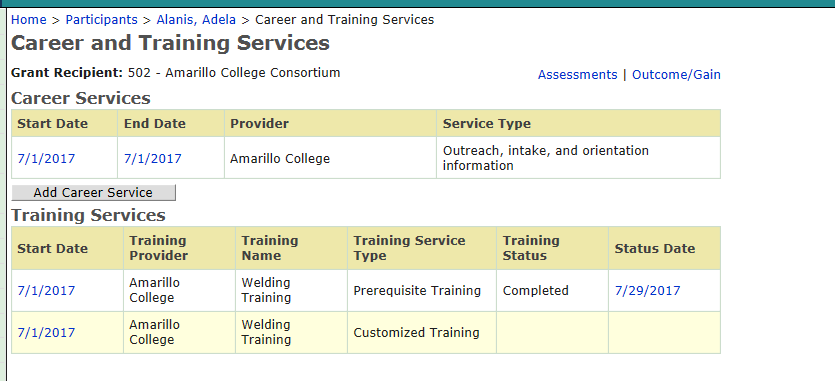 Home > Participants > Alanis, Adela > Career and Training Services
Career and Training Services
Grant Recipient: 502 - Amarillo College Consortium
Assessments | Outcome/Gain
Career Services
Start Date End Date Provider Service Type
7/1/2017 7/1/2017 Amarillo College Outreach, intake, and orientation
information
Add Career Service
Training Services
Start Date Training Provider Training Name Training Service Type Training Status Status Date
7/1/2017 Amarillo College Welding Training Prerequisite Training Completed 7/29/2017
7/1/2017 Amarillo College Welding Training Customized Training